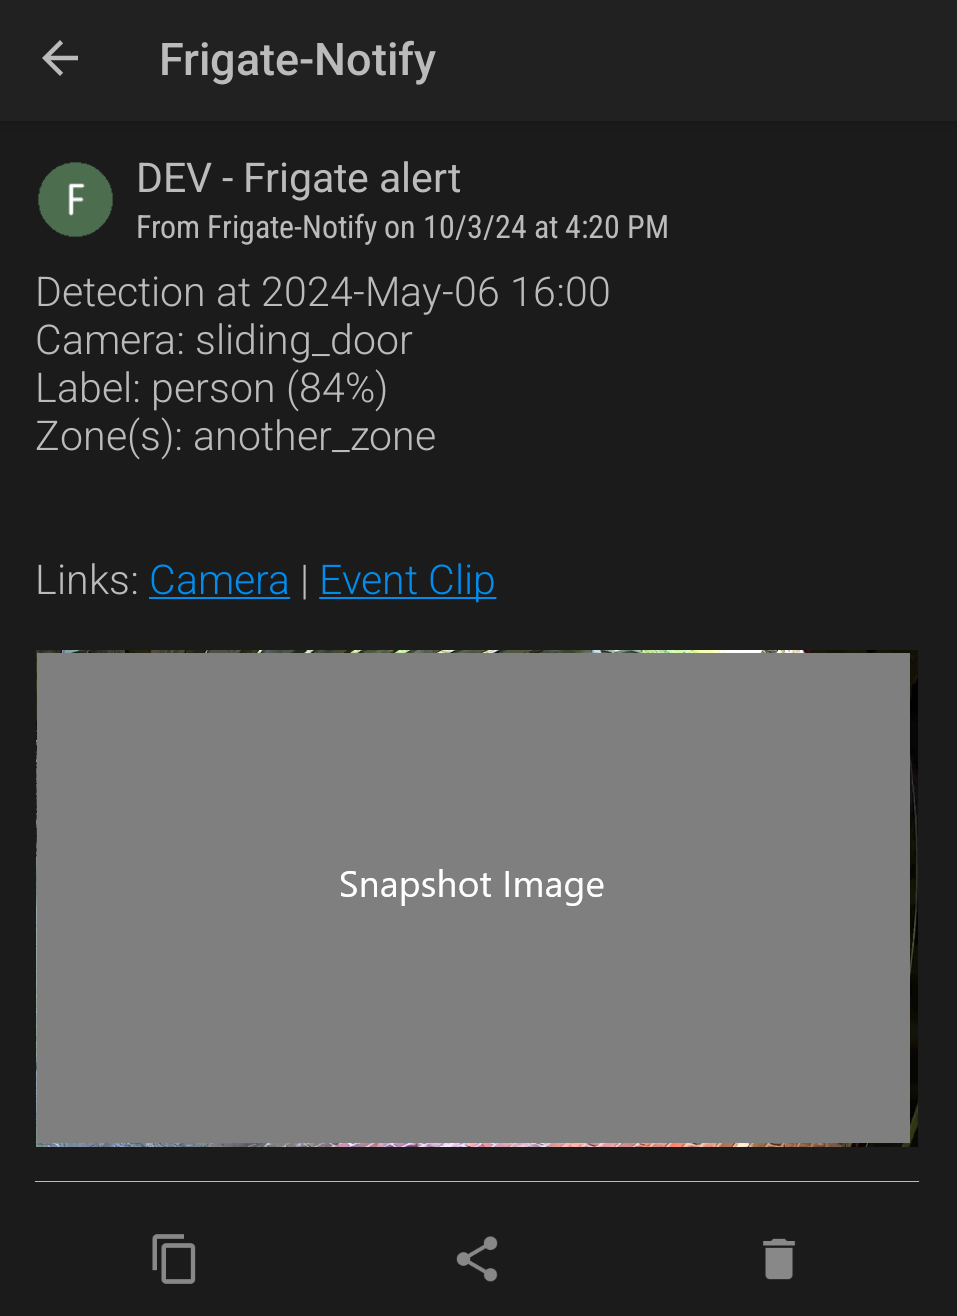 Frigate-Notify
F
DEV - Frigate alert
From Frigate-Notify on 10/3/24 at 4:20 PM
Detection at 2024-May-06 16:00
Camera: sliding_door
Label: person (84%)
Zone(s): another_zone
Links: Camera | Event Clip
Snapshot Image